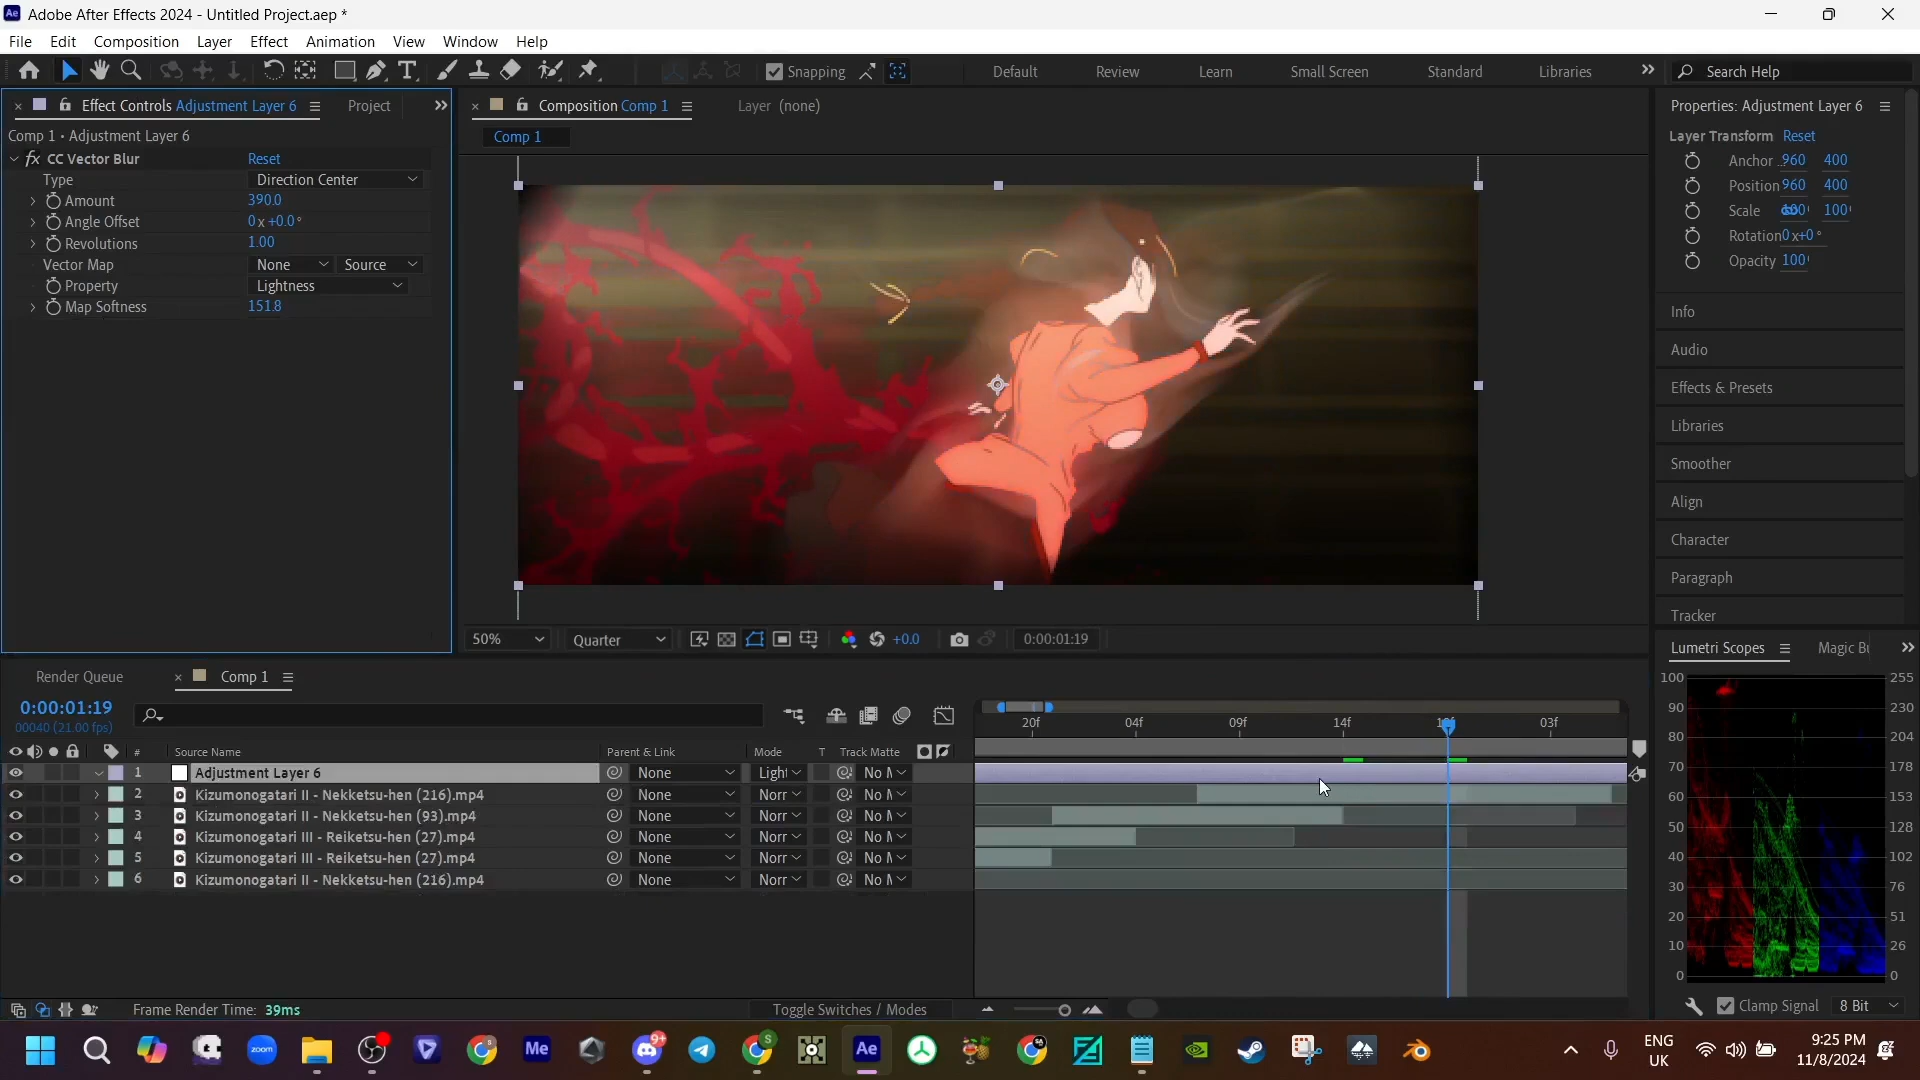 Adobe After Effects 2024 - Untitled Project.aep *
File Edit Composition Layer Effect Animation View Window Help
Snapping Default Review Learn Small Screen Standard Libraries Search Help
Effect Controls Adjustment Layer 6 Project
Comp 1 • Adjustment Layer 6
fx CC Vector Blur Reset
Type Direction Center
Amount 390.0
Angle Offset 0 x +0.0 °
Revolutions 1.00
Vector Map None Source
Property Lightness
Map Softness 151.8
Composition Comp 1 Layer (none)
Comp 1
50% Quarter +0.0 0:00:01:19
Properties: Adjustment Layer 6
Layer Transform Reset
Anchor 960 400
Position 960 400
Scale 100 100
Rotation 0 x+0 °
Opacity 100
Info
Audio
Effects & Presets
Libraries
Smoother
Align
Character
Paragraph
Tracker
Lumetri Scopes Magic Bu
100 255
90 230
80 204
70 178
60 153
50 128
40 102
30 76
20 51
10 26
0 0
Clamp Signal 8 Bit
Render Queue Comp 1
0:00:01:19
00040 (21.00 fps)
20f 04f 09f 14f 03f
# Source Name Parent & Link Mode T Track Matte
1 Adjustment Layer 6 None Light No M
2 Kizumonogatari II - Nekketsu-hen (216).mp4 None Norr No M
3 Kizumonogatari II - Nekketsu-hen (93).mp4 None Norr No M
4 Kizumonogatari III - Reiketsu-hen (27).mp4 None Norr No M
5 Kizumonogatari III - Reiketsu-hen (27).mp4 None Norr No M
6 Kizumonogatari II - Nekketsu-hen (216).mp4 None Norr No M
Frame Render Time: 39ms Toggle Switches / Modes
zoom Me 9+ Ae
ENG
UK
9:25 PM
11/8/2024